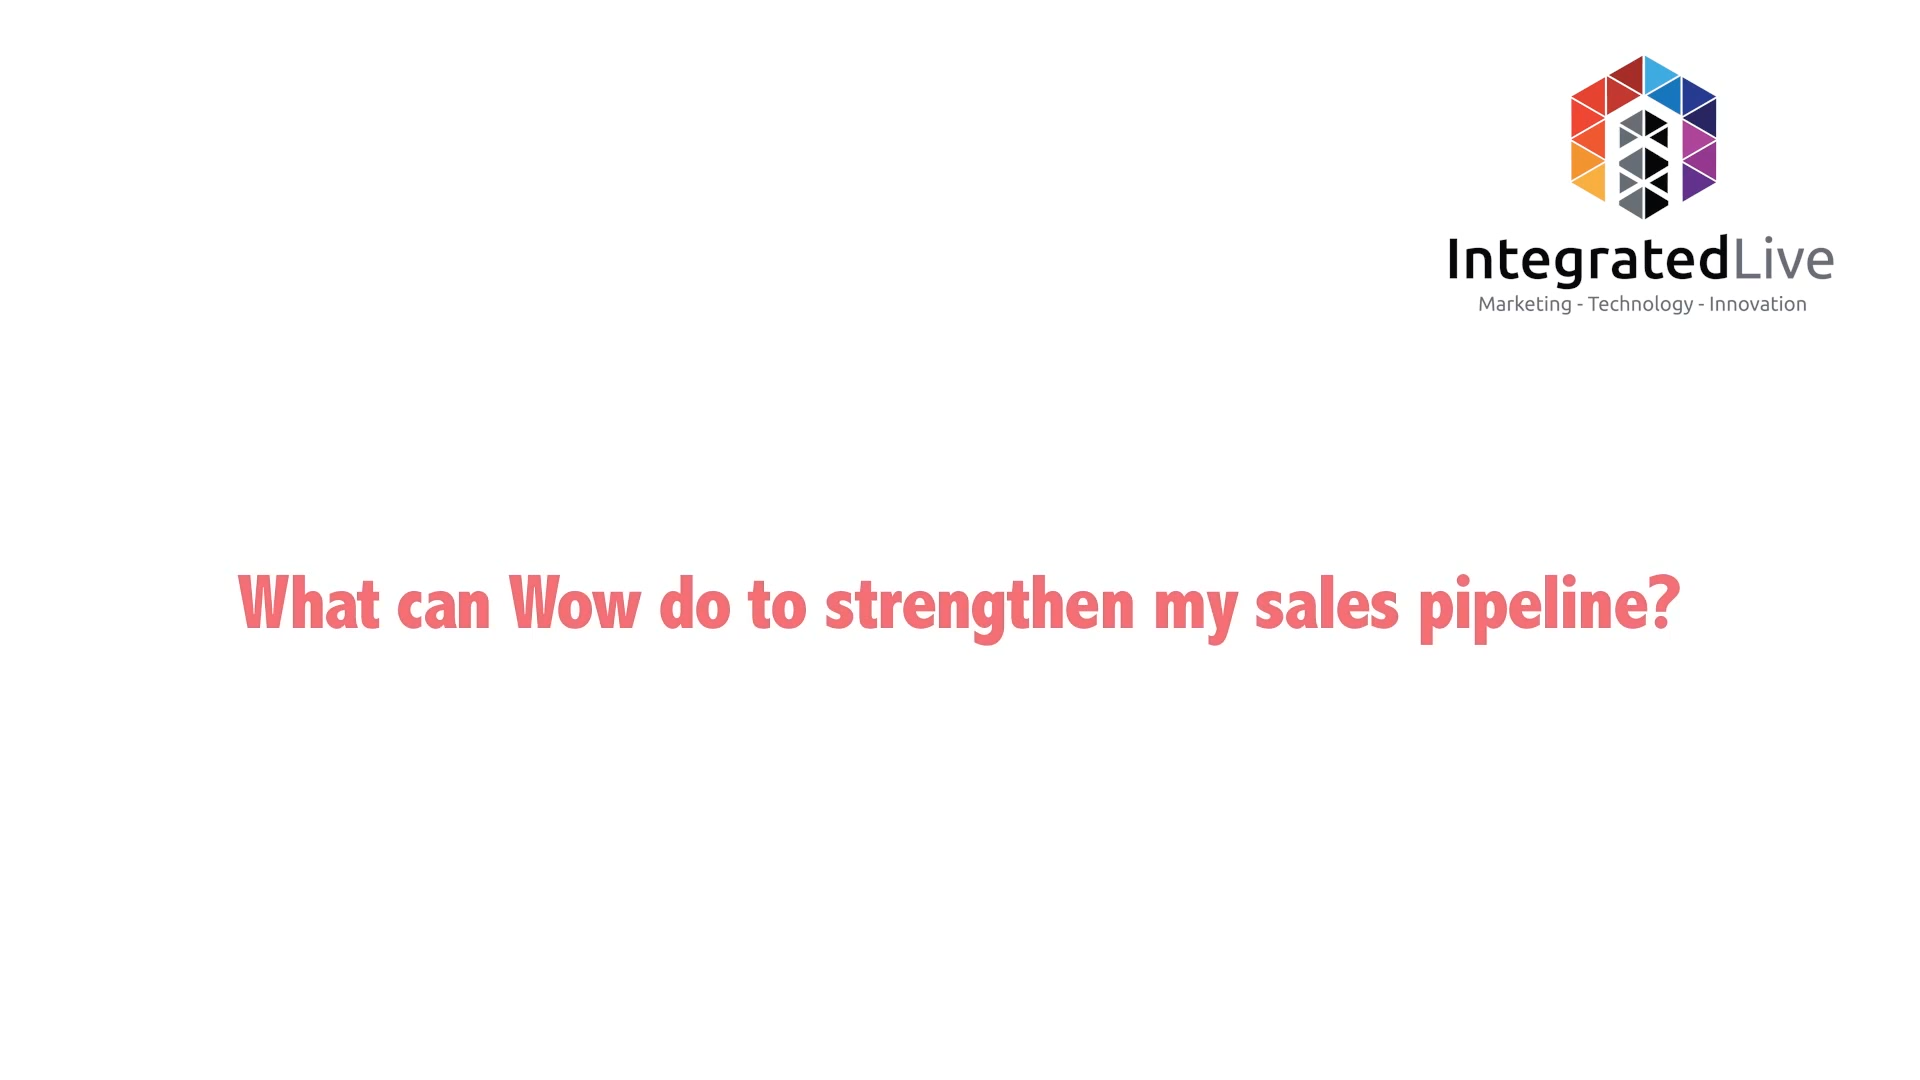 IntegratedLive
Marketing - Technology - Innovation
What can Wow do to strengthen my sales pipeline?